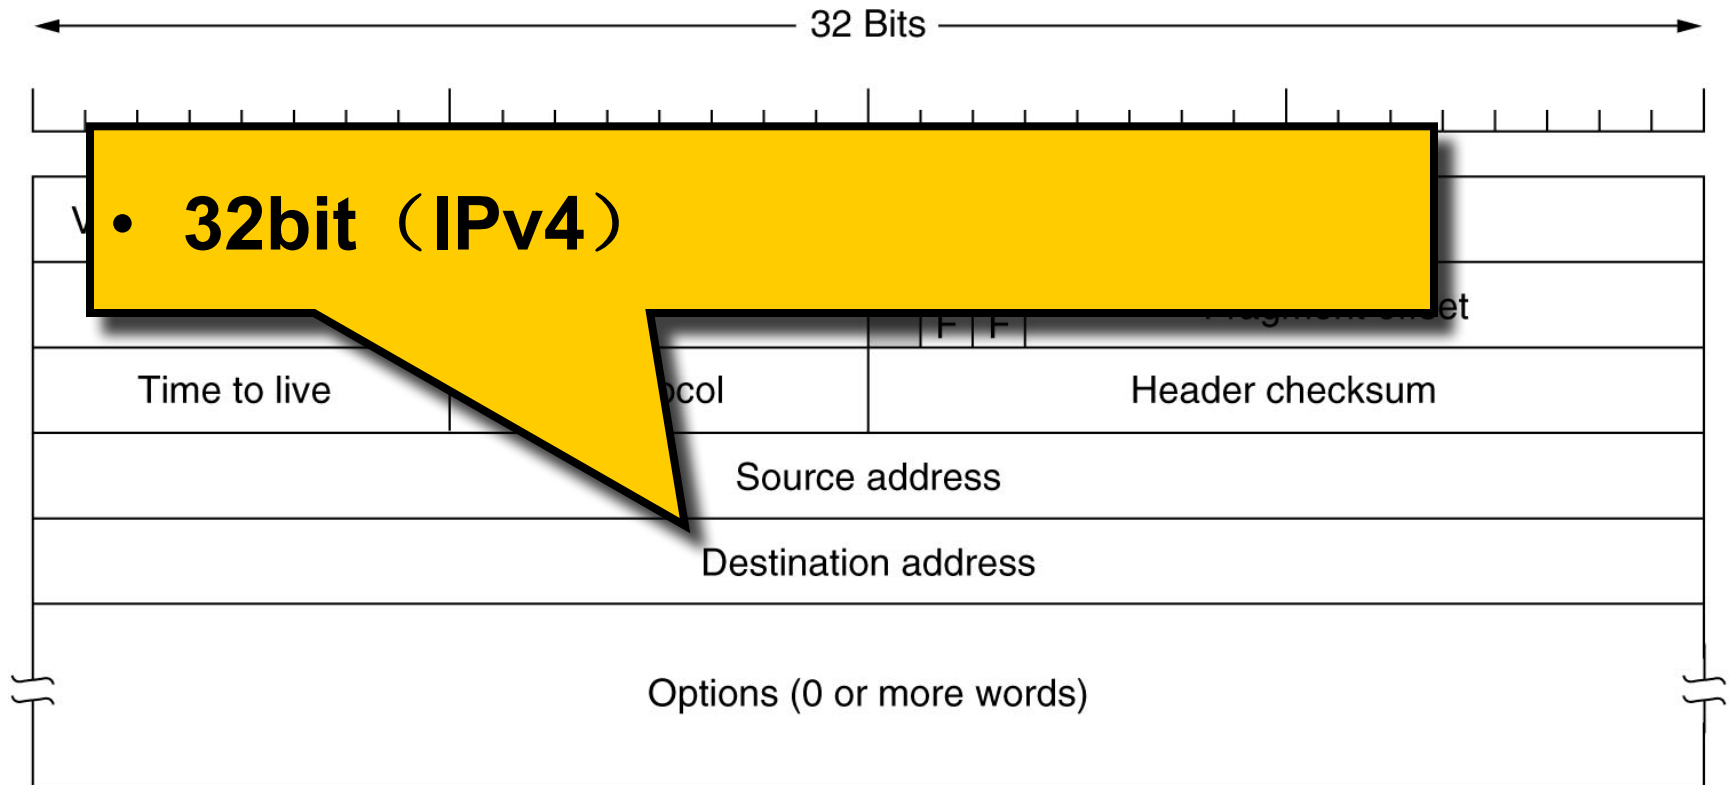 32 Bits
• 32bit（IPv4）
F F
Time to live
Header checksum
Source address
Destination address
Options (0 or more words)